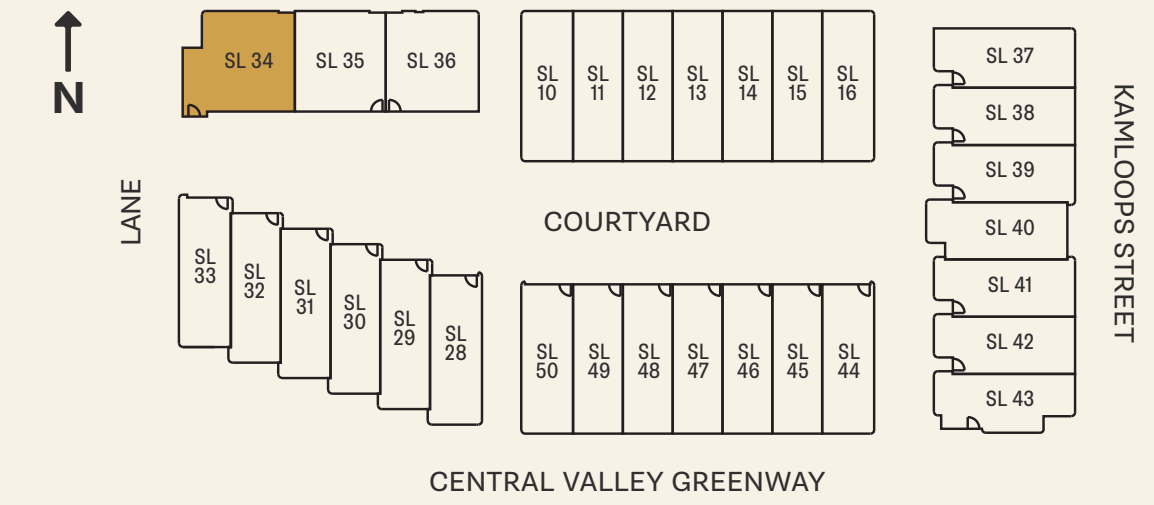 N
SL 34
SL 35
SL 36
SL
10
SL
11
SL
12
SL
13
SL
14
SL
15
SL
16
SL 37
SL 38
SL 39
SL 40
SL 41
SL 42
SL 43
KAMLOOPS STREET
LANE
COURTYARD
SL
33
SL
32
SL
31
SL
30
SL
29
SL
28
SL
50
SL
49
SL
48
SL
47
SL
46
SL
45
SL
44
CENTRAL VALLEY GREENWAY